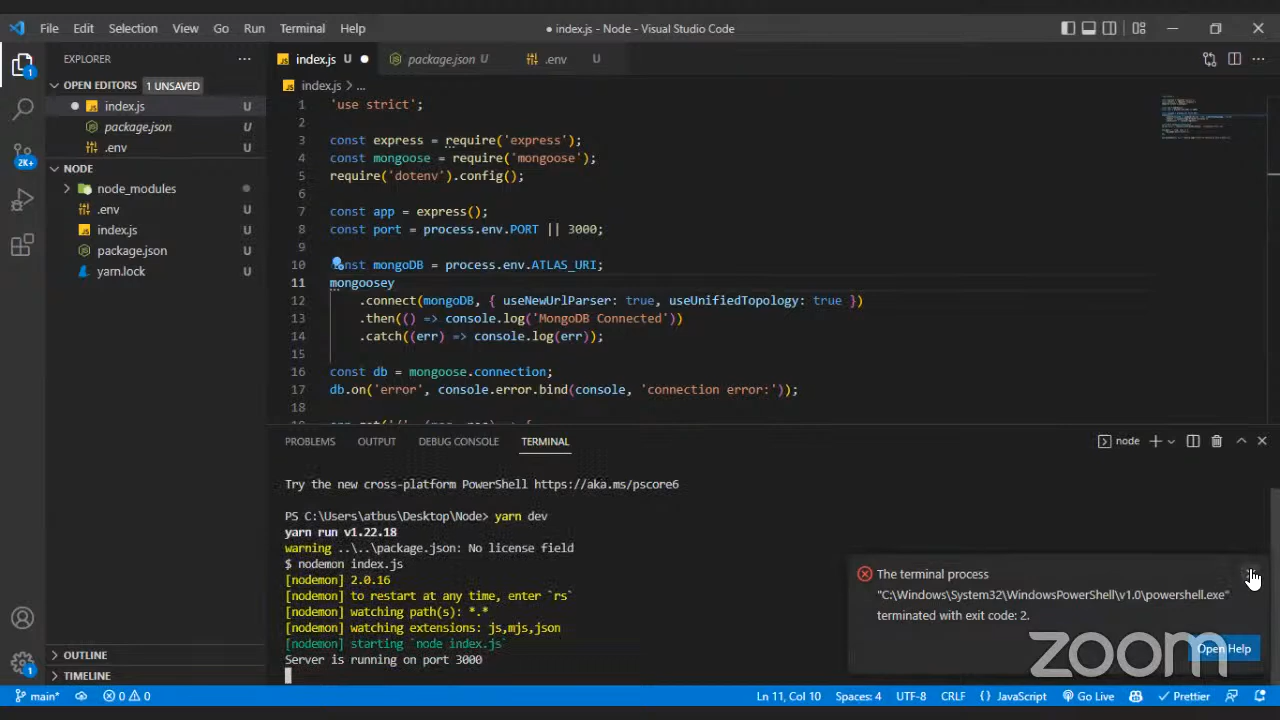 File Edit Selection View Go Run Terminal Help
● index.js - Node - Visual Studio Code
EXPLORER
OPEN EDITORS 1 UNSAVED
index.js U
package.json U
.env U
NODE
node_modules
.env U
index.js U
package.json U
yarn.lock U
OUTLINE
TIMELINE
1
2K+
1
index.js
package.json U
.env U
index.js > ...
1 'use strict';
2
3 const express = require('express');
4 const mongoose = require('mongoose');
5 require('dotenv').config();
6
7 const app = express();
8 const port = process.env.PORT || 3000;
9
10 const mongoDB = process.env.ATLAS_URI;
11 mongoosey
12 .connect(mongoDB, { useNewUrlParser: true, useUnifiedTopology: true })
13 .then(() => console.log('MongoDB Connected'))
14 .catch((err) => console.log(err));
15
16 const db = mongoose.connection;
17 db.on('error', console.error.bind(console, 'connection error:'));
18
PROBLEMS OUTPUT DEBUG CONSOLE TERMINAL
node
Try the new cross-platform PowerShell https://aka.ms/pscore6
PS C:\Users\atbus\Desktop\Node> yarn dev
yarn run v1.22.18
warning ..\..\package.json: No license field
$ nodemon index.js
[nodemon] 2.0.16
[nodemon] to restart at any time, enter `rs`
[nodemon] watching path(s): *.*
[nodemon] watching extensions: js,mjs,json
[nodemon] starting `node index.js`
Server is running on port 3000
The terminal process
"C:\Windows\System32\WindowsPowerShell\v1.0\powershell.exe"
terminated with exit code: 2.
Open Help
zoom
main* 0 0 Ln 11, Col 10 Spaces: 4 UTF-8 CRLF {} JavaScript Go Live Prettier